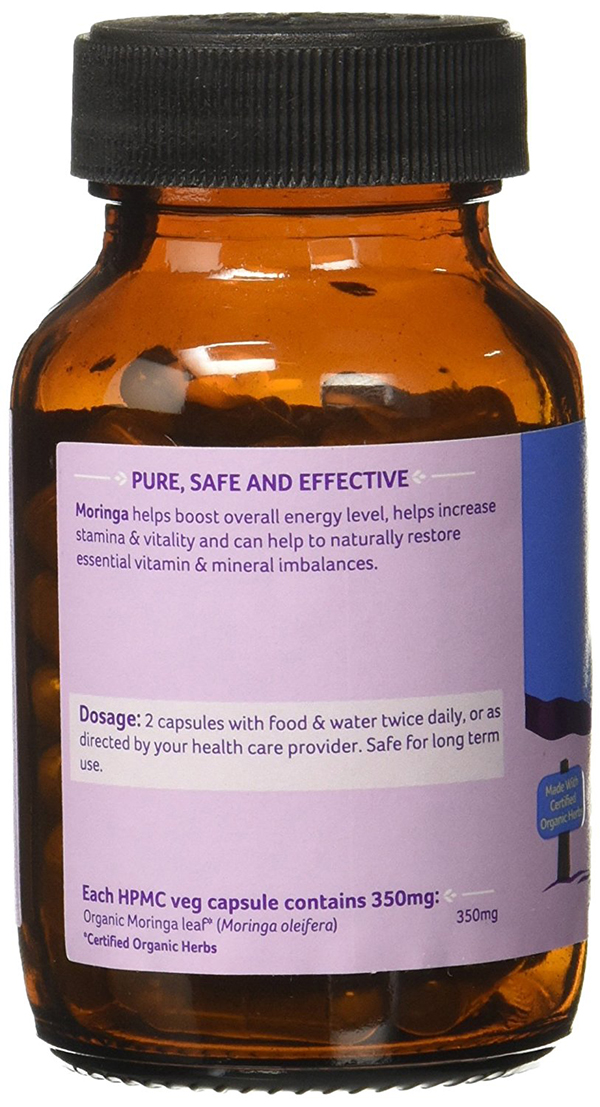 PURE, SAFE AND EFFECTIVE
Moringa helps boost overall energy level, helps increase
stamina & vitality and can help to naturally restore
essential vitamin & mineral imbalances.
Dosage: 2 capsules with food & water twice daily, or as
directed by your health care provider. Safe for long term
use.
Each HPMC veg capsule contains 350mg:
Organic Moringa leaf* (Moringa oleifera) 350mg
*Certified Organic Herbs
Made With
Certified
Organic Herbs